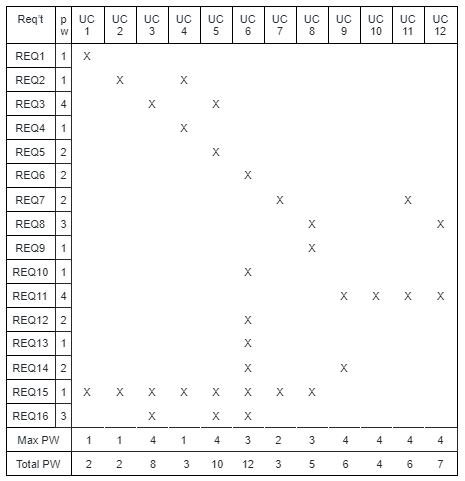 Req't p w UC 1 UC 2 UC 3 UC 4 UC 5 UC 6 UC 7 UC 8 UC 9 UC 10 UC 11 UC 12
REQ1 1 X
REQ2 1 X X
REQ3 4 X X
REQ4 1 X
REQ5 2 X
REQ6 2 X
REQ7 2 X X
REQ8 3 X X
REQ9 1 X
REQ10 1 X
REQ11 4 X X X X
REQ12 2 X
REQ13 1 X
REQ14 2 X X
REQ15 1 X X X X X X X X
REQ16 3 X X X
Max PW 1 1 4 1 4 3 2 3 4 4 4 4
Total PW 2 2 8 3 10 12 3 5 6 4 6 7